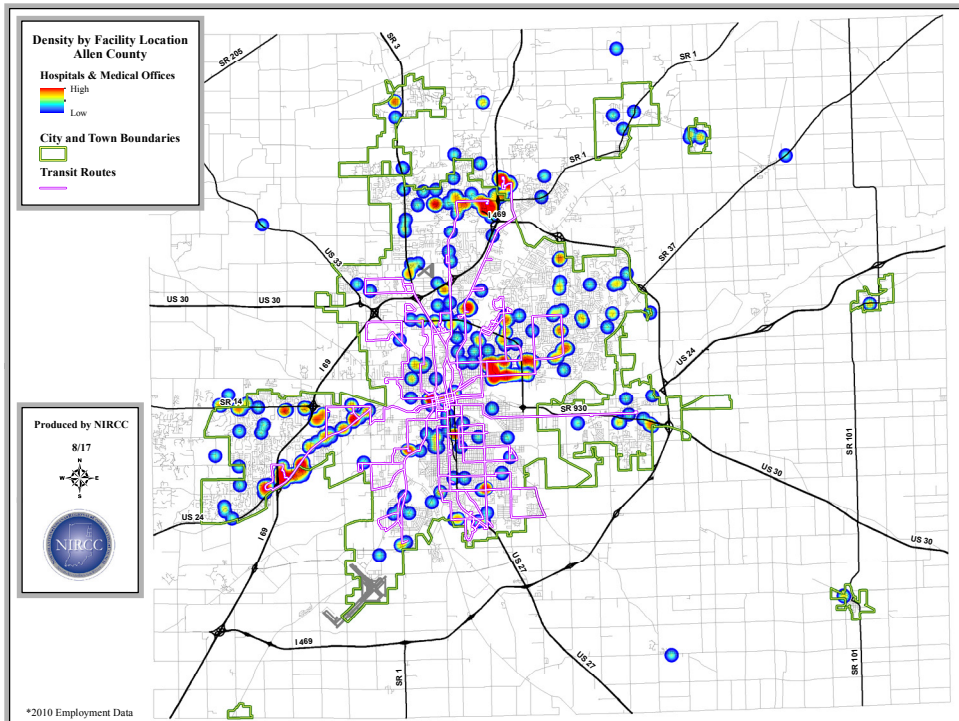 Density by Facility Location
Allen County
Hospitals & Medical Offices
High
Low
City and Town Boundaries
Transit Routes
Produced by NIRCC
8/17
N
W E
S
NIRCC
*2010 Employment Data
SR 205
SR 3
SR 1
SR 1
I 469
SR 37
US 33
US 30
US 30
I 69
US 24
SR 14
SR 930
SR 101
US 24
I 69
US 30
US 30
US 27
I 469
US 27
SR 1
SR 101